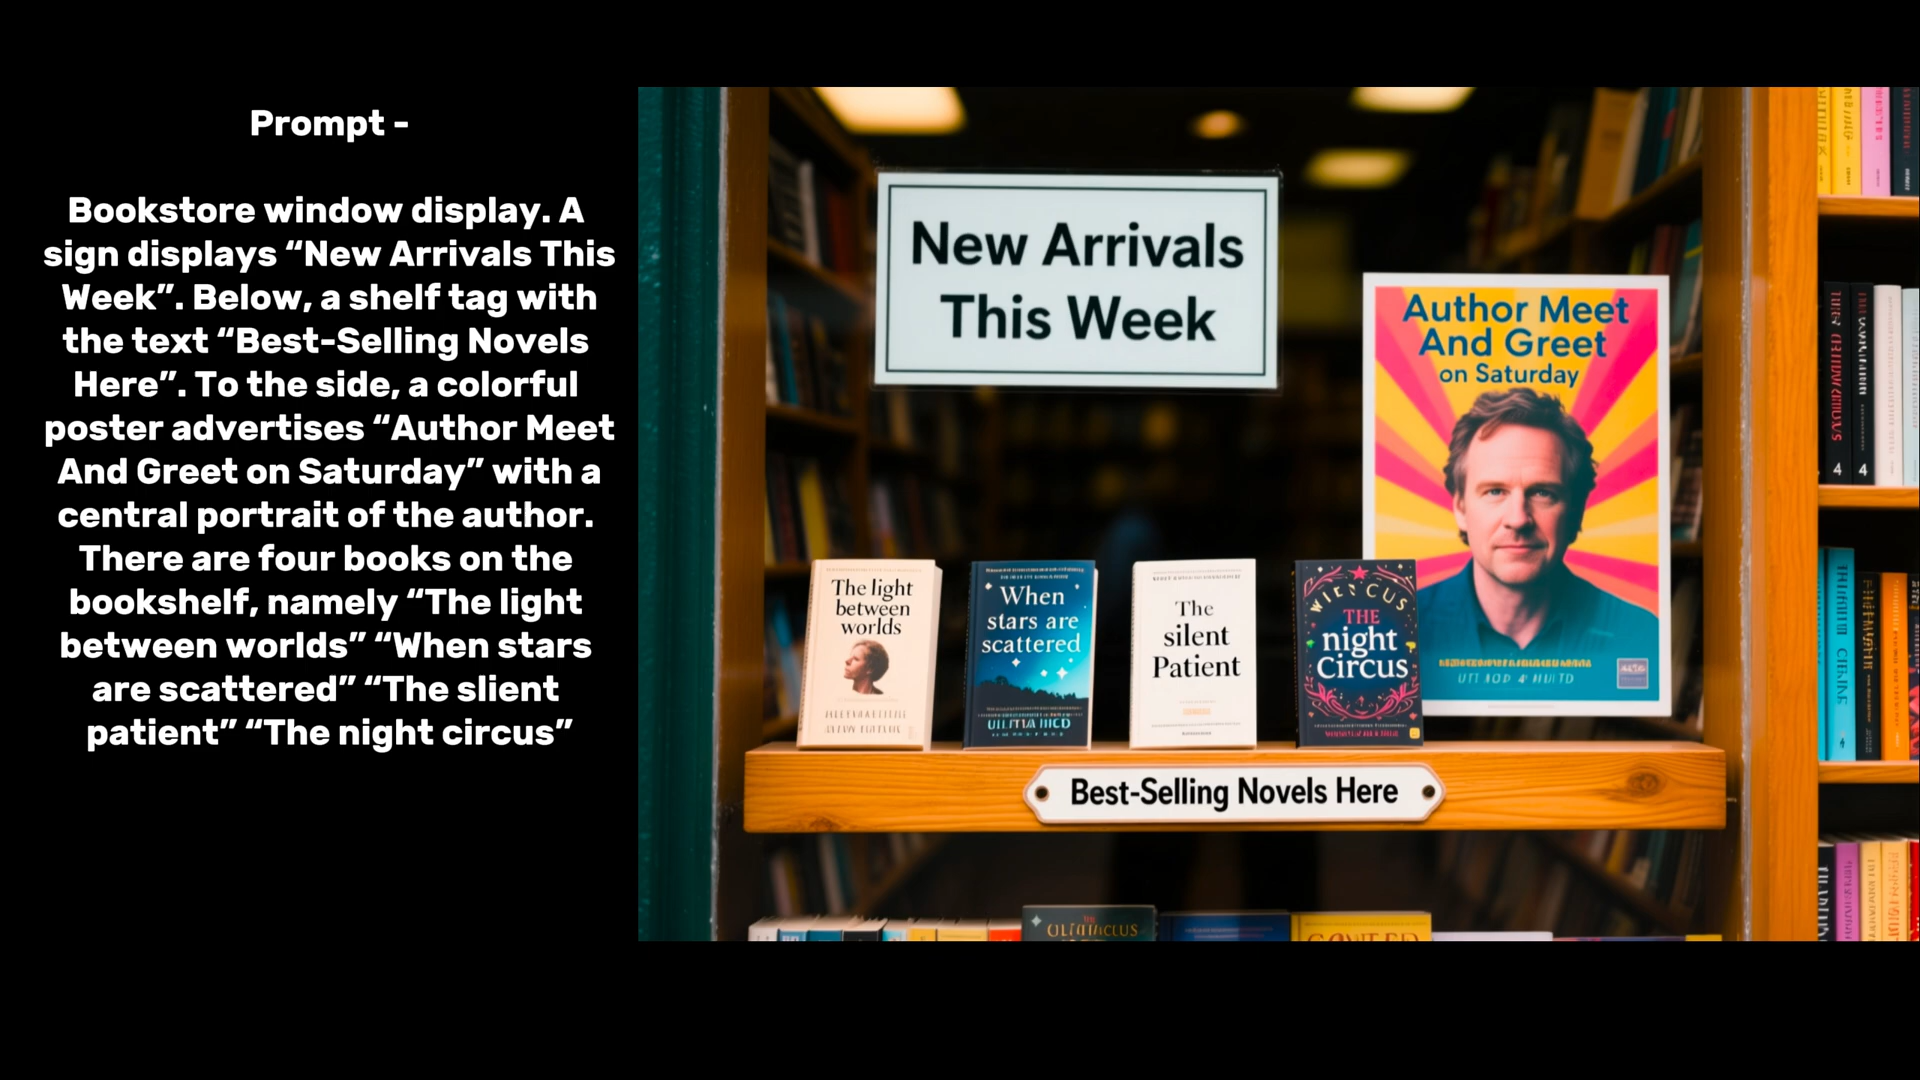 Prompt -
Bookstore window display. A
sign displays “New Arrivals This
Week”. Below, a shelf tag with
the text “Best-Selling Novels
Here”. To the side, a colorful
poster advertises “Author Meet
And Greet on Saturday” with a
central portrait of the author.
There are four books on the
bookshelf, namely “The light
between worlds” “When stars
are scattered” “The slient
patient” “The night circus”
New Arrivals
This Week
Author Meet
And Greet
on Saturday
The light
between
worlds
When
stars are
scattered
The
silent
Patient
THE
night
Circus
Best-Selling Novels Here
4
4